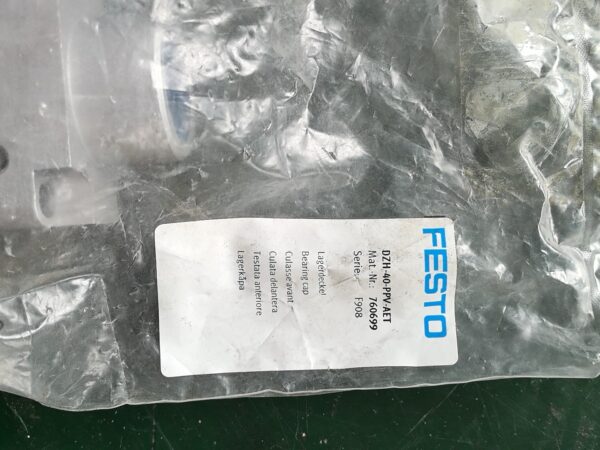 FESTO
DZH-40-PPV-AET
Mat. Nr.: 760699
Serie: F908
Lagerdeckel
Bearing cap
Culasse avant
Culata delantera
Testata anteriore
Lagerkåpa